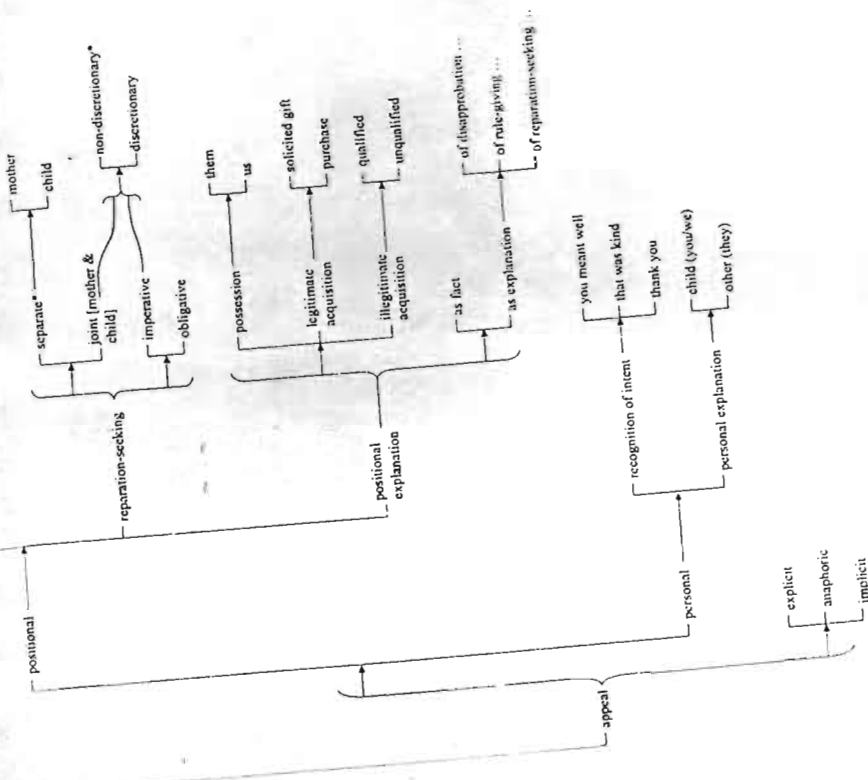 mother
child
separate*
joint [mother &
child]
non-discretionary*
discretionary
imperative
obligative
reparation-seeking
positional
positional
explanation
possession
them
us
legitimate
acquisition
solicited gift
purchase
illegitimate
acquisition
qualified
unqualified
as fact
as explanation
of disapprobation ...
of rule-giving ...
of reparation-seeking ...
personal
recognition of intent
you meant well
that was kind
thank you
personal explanation
child (you/we)
other (they)
appeal
explicit
anaphoric
implicit